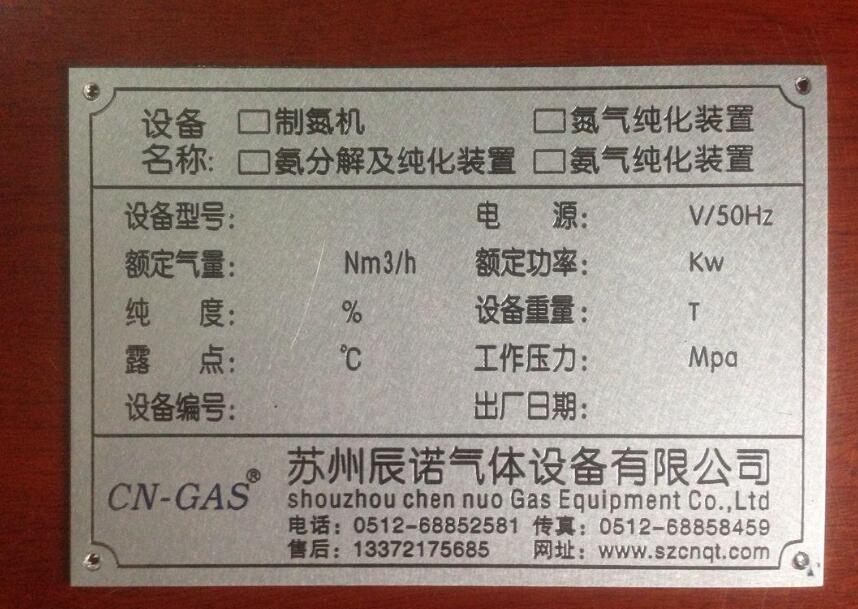 设备 □制氮机 □氮气纯化装置
名称: □氨分解及纯化装置 □氨气纯化装置
设备型号: 电 源: V/50Hz
额定气量: Nm3/h 额定功率: Kw
纯 度: % 设备重量: T
露 点: ℃ 工作压力: Mpa
设备编号: 出厂日期:
CN-GAS® 苏州辰诺气体设备有限公司
shouzhou chen nuo Gas Equipment Co.,Ltd
电话: 0512-68852581 传真: 0512-68858459
售后: 13372175685 网址: www.szcnqt.com